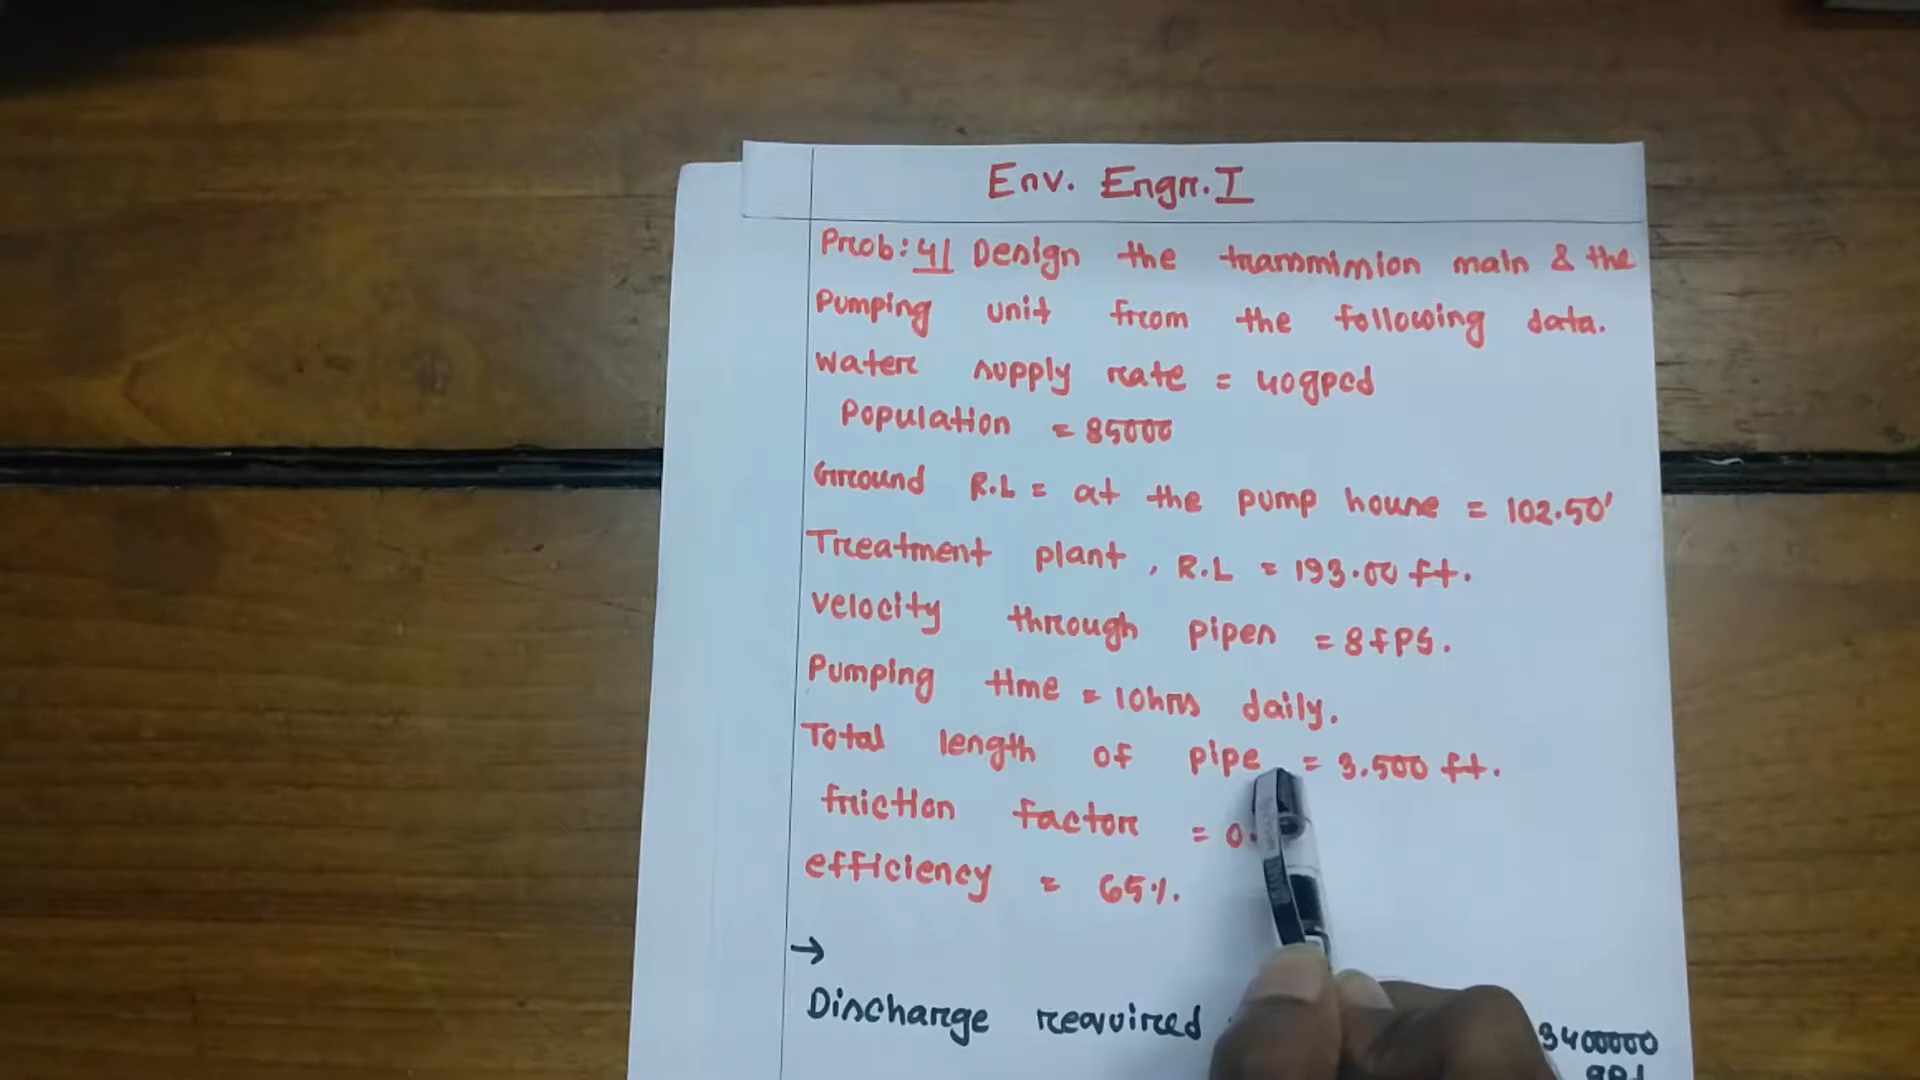 Env. Engr. I
Prob: 41 Design the transmission main & the
Pumping unit from the following data.
Water supply rate = 40gpcd
Population = 85000
Ground R.L = at the pump house = 102.50'
Treatment plant, R.L = 193.00 ft.
Velocity through pipes = 8fps.
Pumping time = 10hrs daily.
Total length of pipe = 3.500 ft.
friction factor = 0.
efficiency = 65%.
→
Discharge required 3400000
gpd